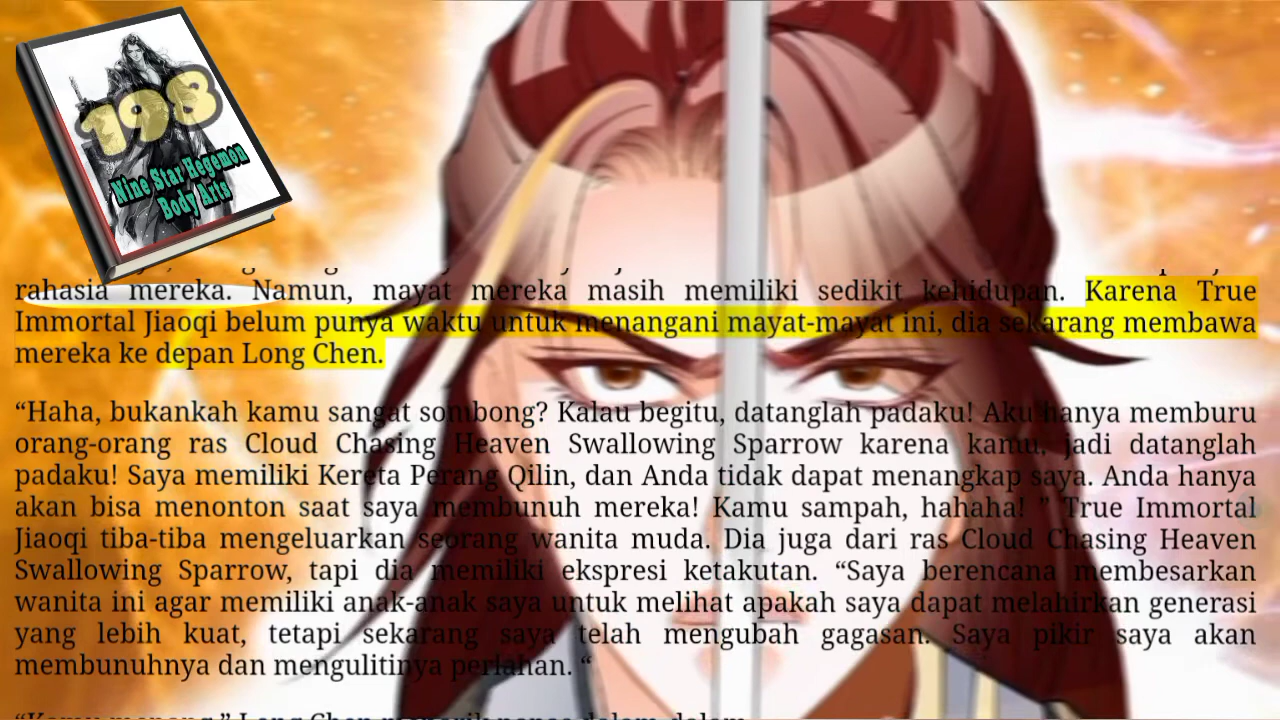 198
Nine Star Hegemon
Body Arts
rahasia mereka. Namun, mayat mereka masih memiliki sedikit kehidupan. Karena True
Immortal Jiaoqi belum punya waktu untuk menangani mayat-mayat ini, dia sekarang membawa
mereka ke depan Long Chen.
“Haha, bukankah kamu sangat sombong? Kalau begitu, datanglah padaku! Aku hanya memburu
orang-orang ras Cloud Chasing Heaven Swallowing Sparrow karena kamu, jadi datanglah
padaku! Saya memiliki Kereta Perang Qilin, dan Anda tidak dapat menangkap saya. Anda hanya
akan bisa menonton saat saya membunuh mereka! Kamu sampah, hahaha! ” True Immortal
Jiaoqi tiba-tiba mengeluarkan seorang wanita muda. Dia juga dari ras Cloud Chasing Heaven
Swallowing Sparrow, tapi dia memiliki ekspresi ketakutan. “Saya berencana membesarkan
wanita ini agar memiliki anak-anak saya untuk melihat apakah saya dapat melahirkan generasi
yang lebih kuat, tetapi sekarang saya telah mengubah gagasan. Saya pikir saya akan
membunuhnya dan mengulitinya perlahan. “